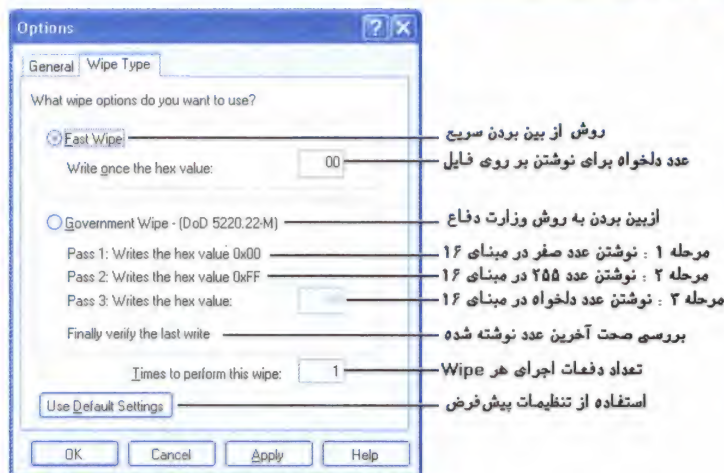 Options
General Wipe Type
What wipe options do you want to use?
Fast Wipe
روش از بین بردن سریع
Write once the hex value: 00
عدد دلخواه برای نوشتن بر روی فایل
Government Wipe - (DoD 5220.22-M)
ازبین بردن به روش وزارت دفاع
Pass 1: Writes the hex value 0x00
مرحله ۱ : نوشتن عدد صفر در مبنای ۱۶
Pass 2: Writes the hex value 0xFF
مرحله ۲ : نوشتن عدد ۲۵۵ در مبنای ۱۶
Pass 3: Writes the hex value:
مرحله ۳ : نوشتن عدد دلخواه در مبنای ۱۶
Finally verify the last write
بررسی صحت آخرین عدد نوشته شده
Times to perform this wipe: 1
تعداد دفعات اجرای هر Wipe
Use Default Settings
استفاده از تنظیمات پیش‌فرض
OK Cancel Apply Help